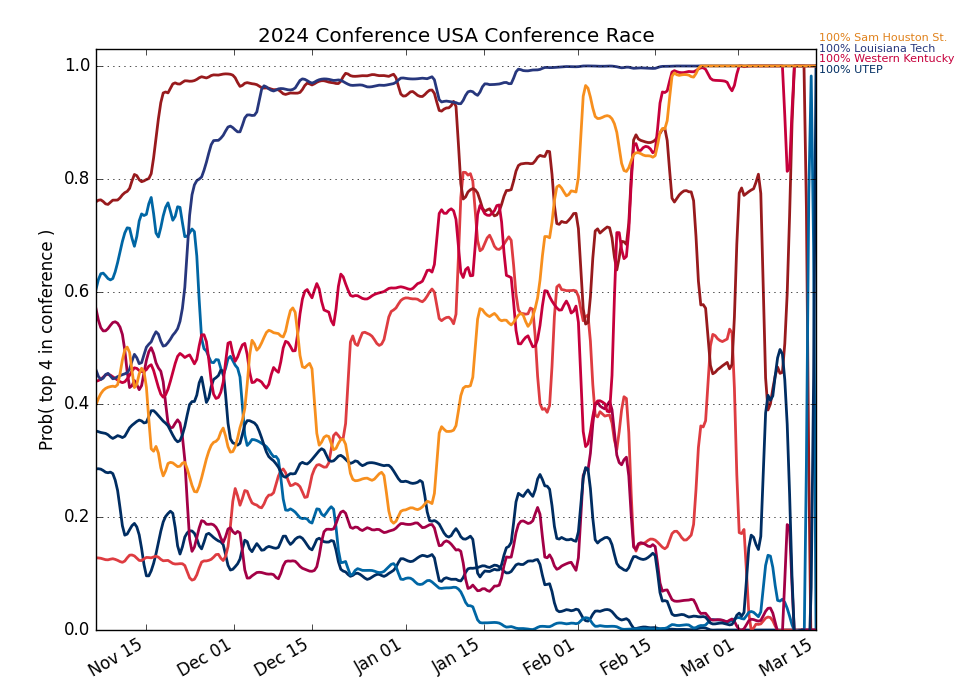 2024 Conference USA Conference Race
100% Sam Houston St.
100% Louisiana Tech
100% Western Kentucky
100% UTEP
Prob( top 4 in conference )
1.0
0.8
0.6
0.4
0.2
0.0
Nov 15
Dec 01
Dec 15
Jan 01
Jan 15
Feb 01
Feb 15
Mar 01
Mar 15